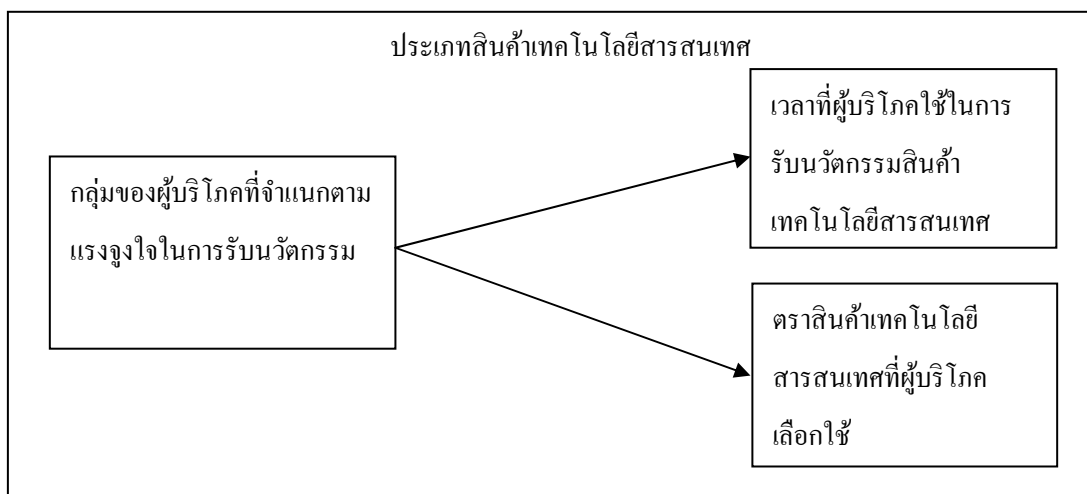 ประเภทสินค้าเทคโนโลยีสารสนเทศ
กลุ่มของผู้บริโภคที่จำแนกตาม
แรงจูงใจในการรับนวัตกรรม
เวลาที่ผู้บริโภคใช้ในการ
รับนวัตกรรมสินค้า
เทคโนโลยีสารสนเทศ
ตราสินค้าเทคโนโลยี
สารสนเทศที่ผู้บริโภค
เลือกใช้